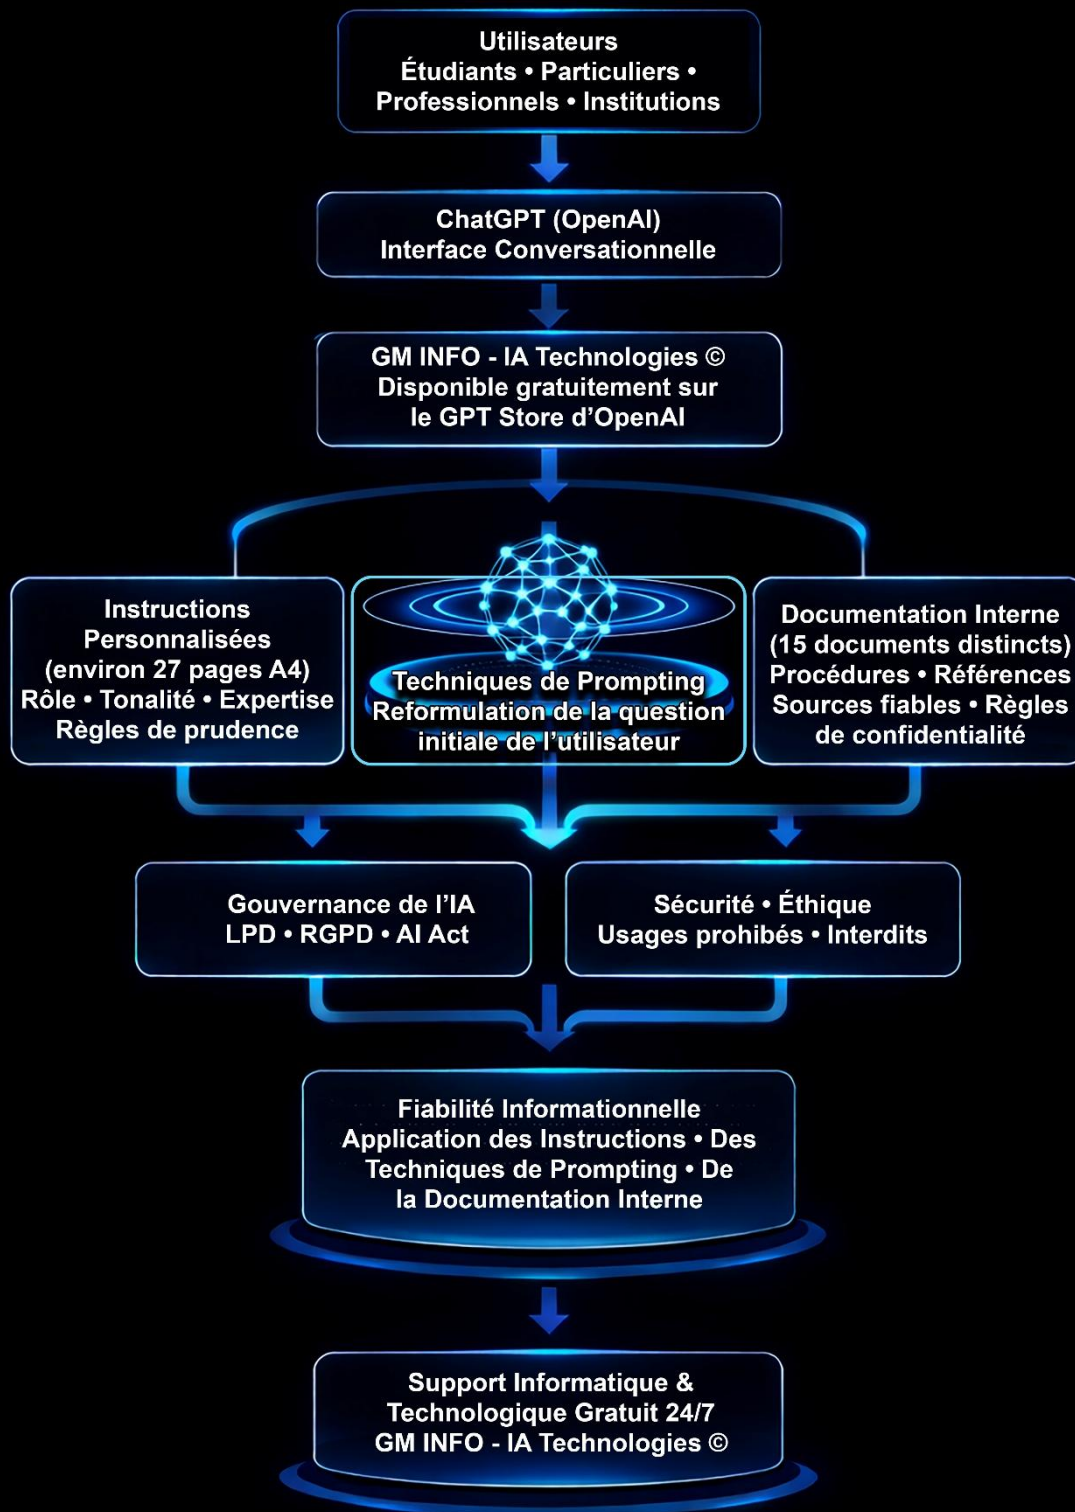 Utilisateurs
Étudiants • Particuliers •
Professionnels • Institutions
ChatGPT (OpenAI)
Interface Conversationnelle
GM INFO - IA Technologies ©
Disponible gratuitement sur
le GPT Store d’OpenAI
Instructions
Personnalisées
(environ 27 pages A4)
Rôle • Tonalité • Expertise
Règles de prudence
Techniques de Prompting
Reformulation de la question
initiale de l’utilisateur
Documentation Interne
(15 documents distincts)
Procédures • Références
Sources fiables • Règles
de confidentialité
Gouvernance de l’IA
LPD • RGPD • AI Act
Sécurité • Éthique
Usages prohibés • Interdits
Fiabilité Informationnelle
Application des Instructions • Des
Techniques de Prompting • De
la Documentation Interne
Support Informatique &
Technologique Gratuit 24/7
GM INFO - IA Technologies ©